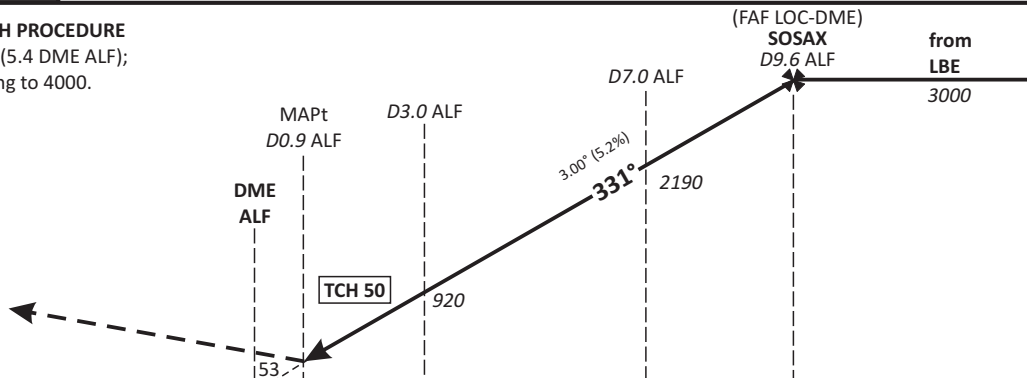 H PROCEDURE
(5.4 DME ALF);
ng to 4000.
(FAF LOC-DME)
SOSAX
D9.6 ALF
from
LBE
3000
D7.0 ALF
D3.0 ALF
MAPt
D0.9 ALF
DME
ALF
3.00° (5.2%)
331°
2190
TCH 50
920
53